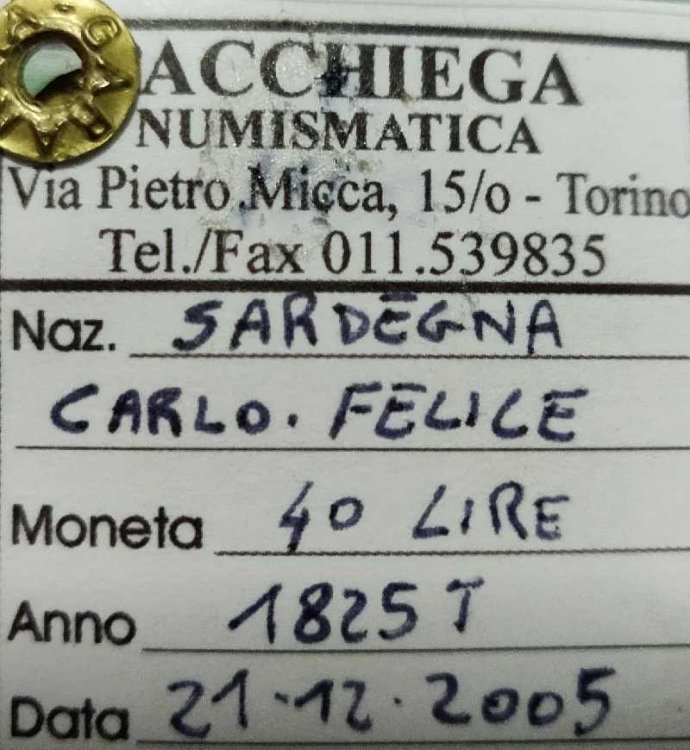 ACCHIEGA
NUMISMATICA
Via Pietro Micca, 15/o - Torino
Tel./Fax 011.539835
Naz. SARDEGNA
CARLO. FELICE
Moneta 40 LIRE
Anno 1825 T
Data 21-12.2005